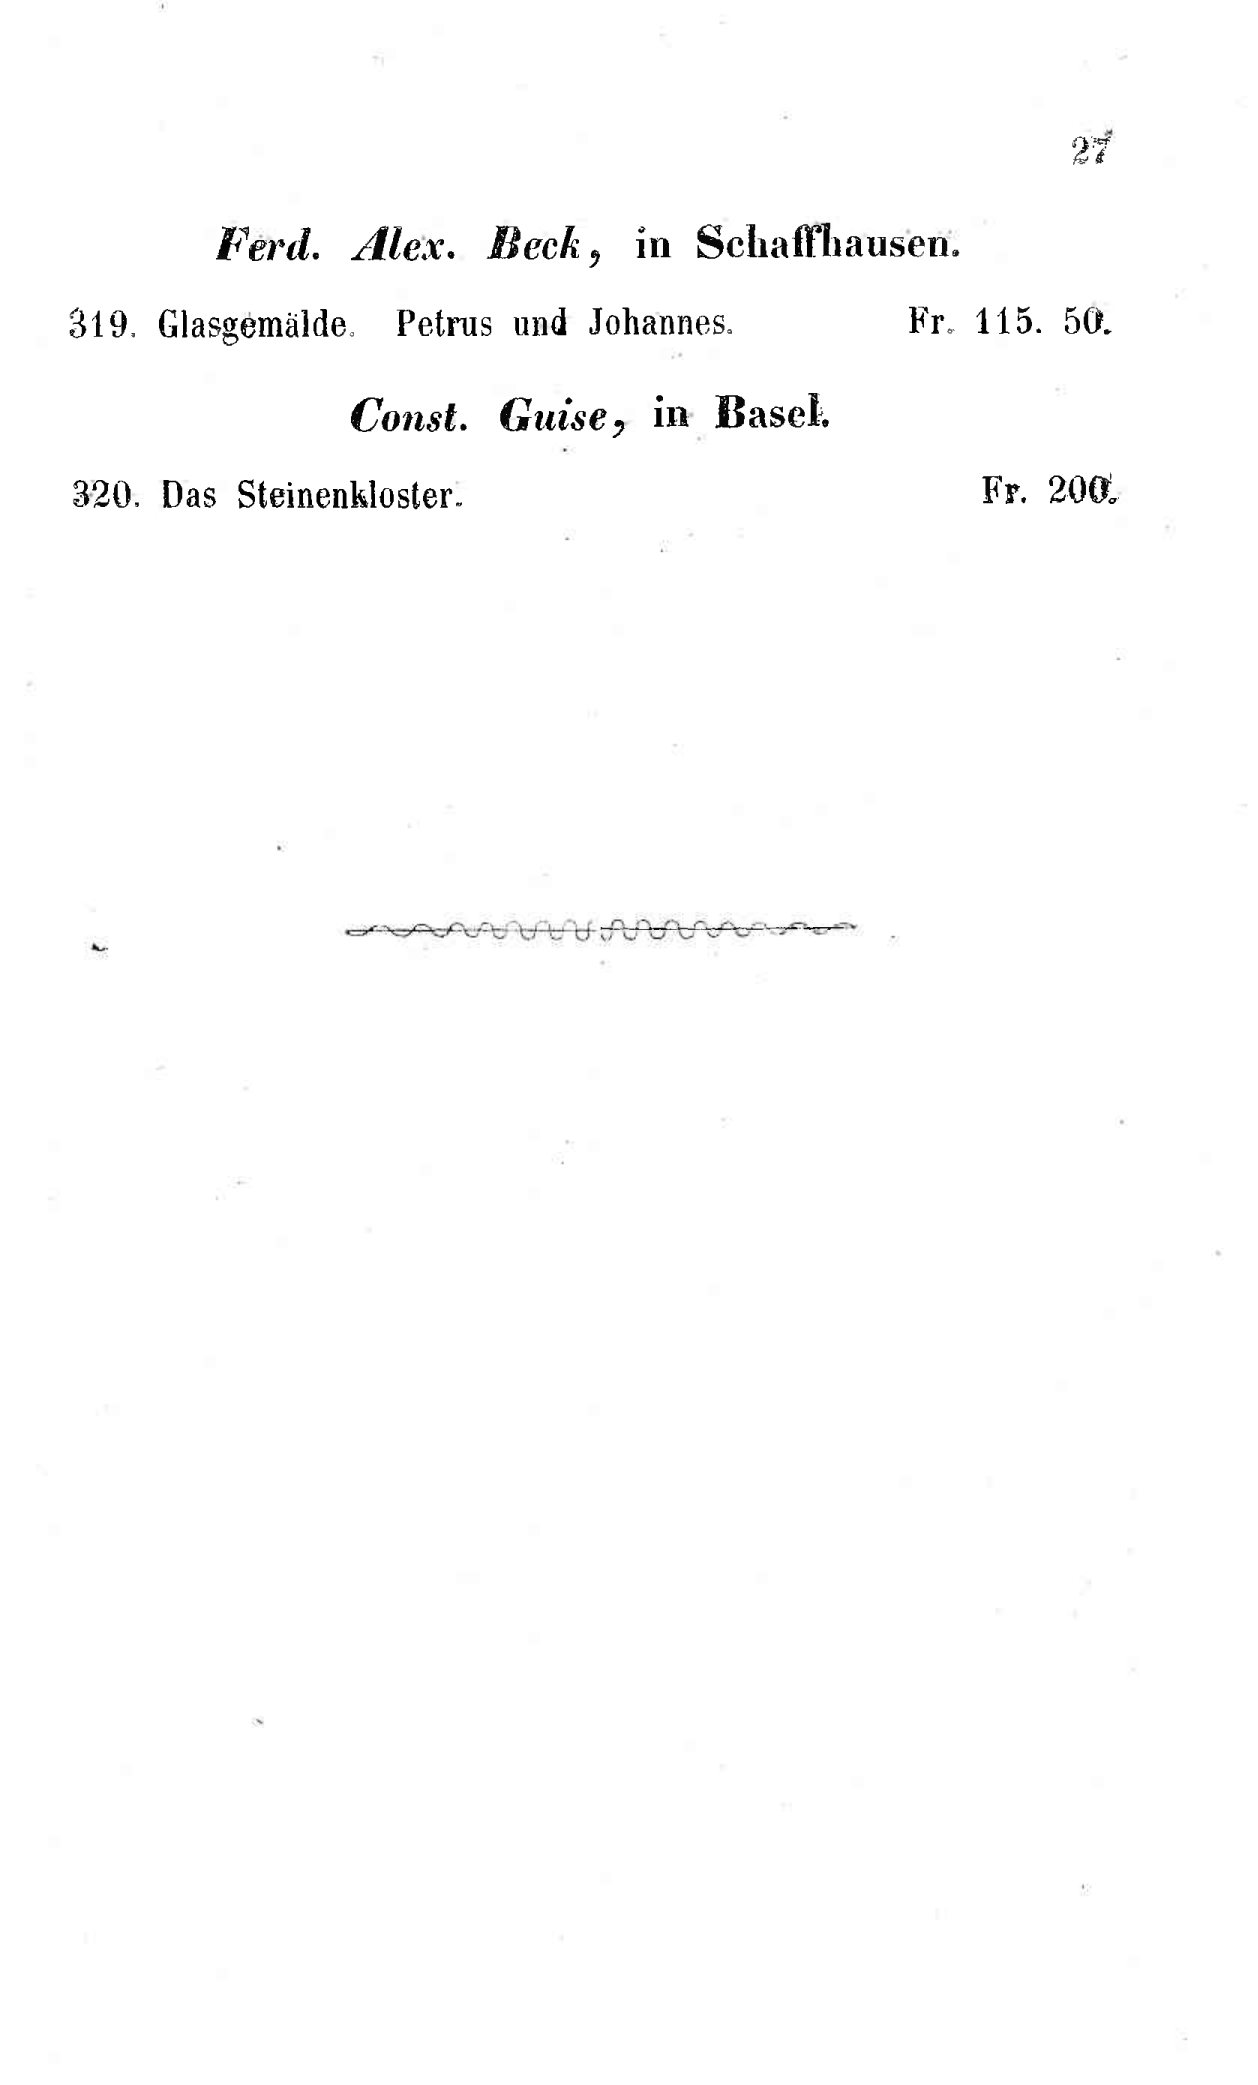 27
Ferd. Alex. Beck, in Schaffhausen.
319. Glasgemälde. Petrus und Johannes. Fr. 115. 50.
Const. Guise, in Basel.
320. Das Steinenkloster. Fr. 200.